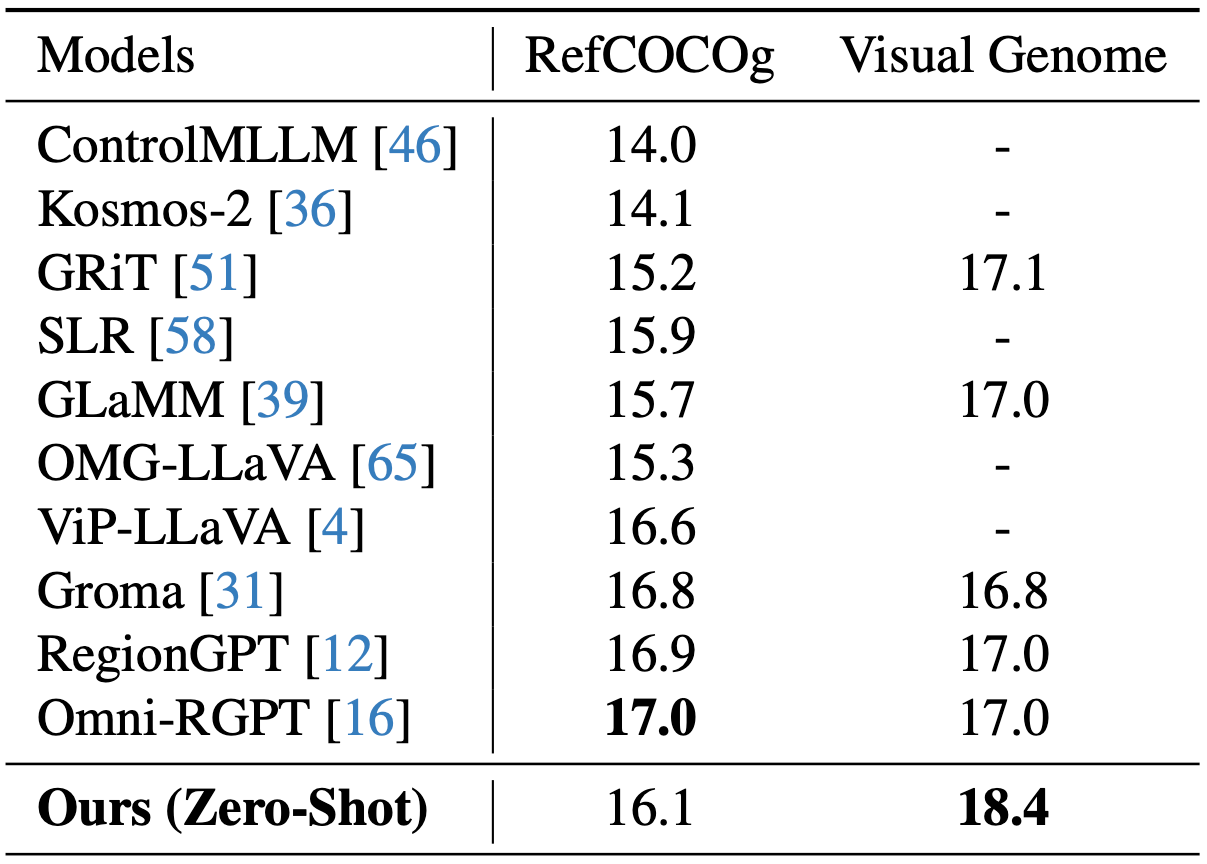 Models RefCOCOg Visual Genome
ControlMLLM [46] 14.0 -
Kosmos-2 [36] 14.1 -
GRiT [51] 15.2 17.1
SLR [58] 15.9 -
GLaMM [39] 15.7 17.0
OMG-LLaVA [65] 15.3 -
ViP-LLaVA [4] 16.6 -
Groma [31] 16.8 16.8
RegionGPT [12] 16.9 17.0
Omni-RGPT [16] 17.0 17.0
Ours (Zero-Shot) 16.1 18.4